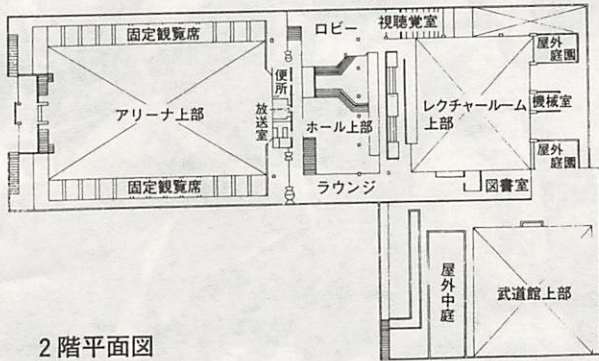 固定観覧席
アリーナ上部
固定観覧席
便所
放送室
ロビー
ホール上部
ラウンジ
視聴覚室
レクチャールーム
上部
屋外
庭園
機械室
屋外
庭園
図書室
屋外中庭
武道館上部
2階平面図